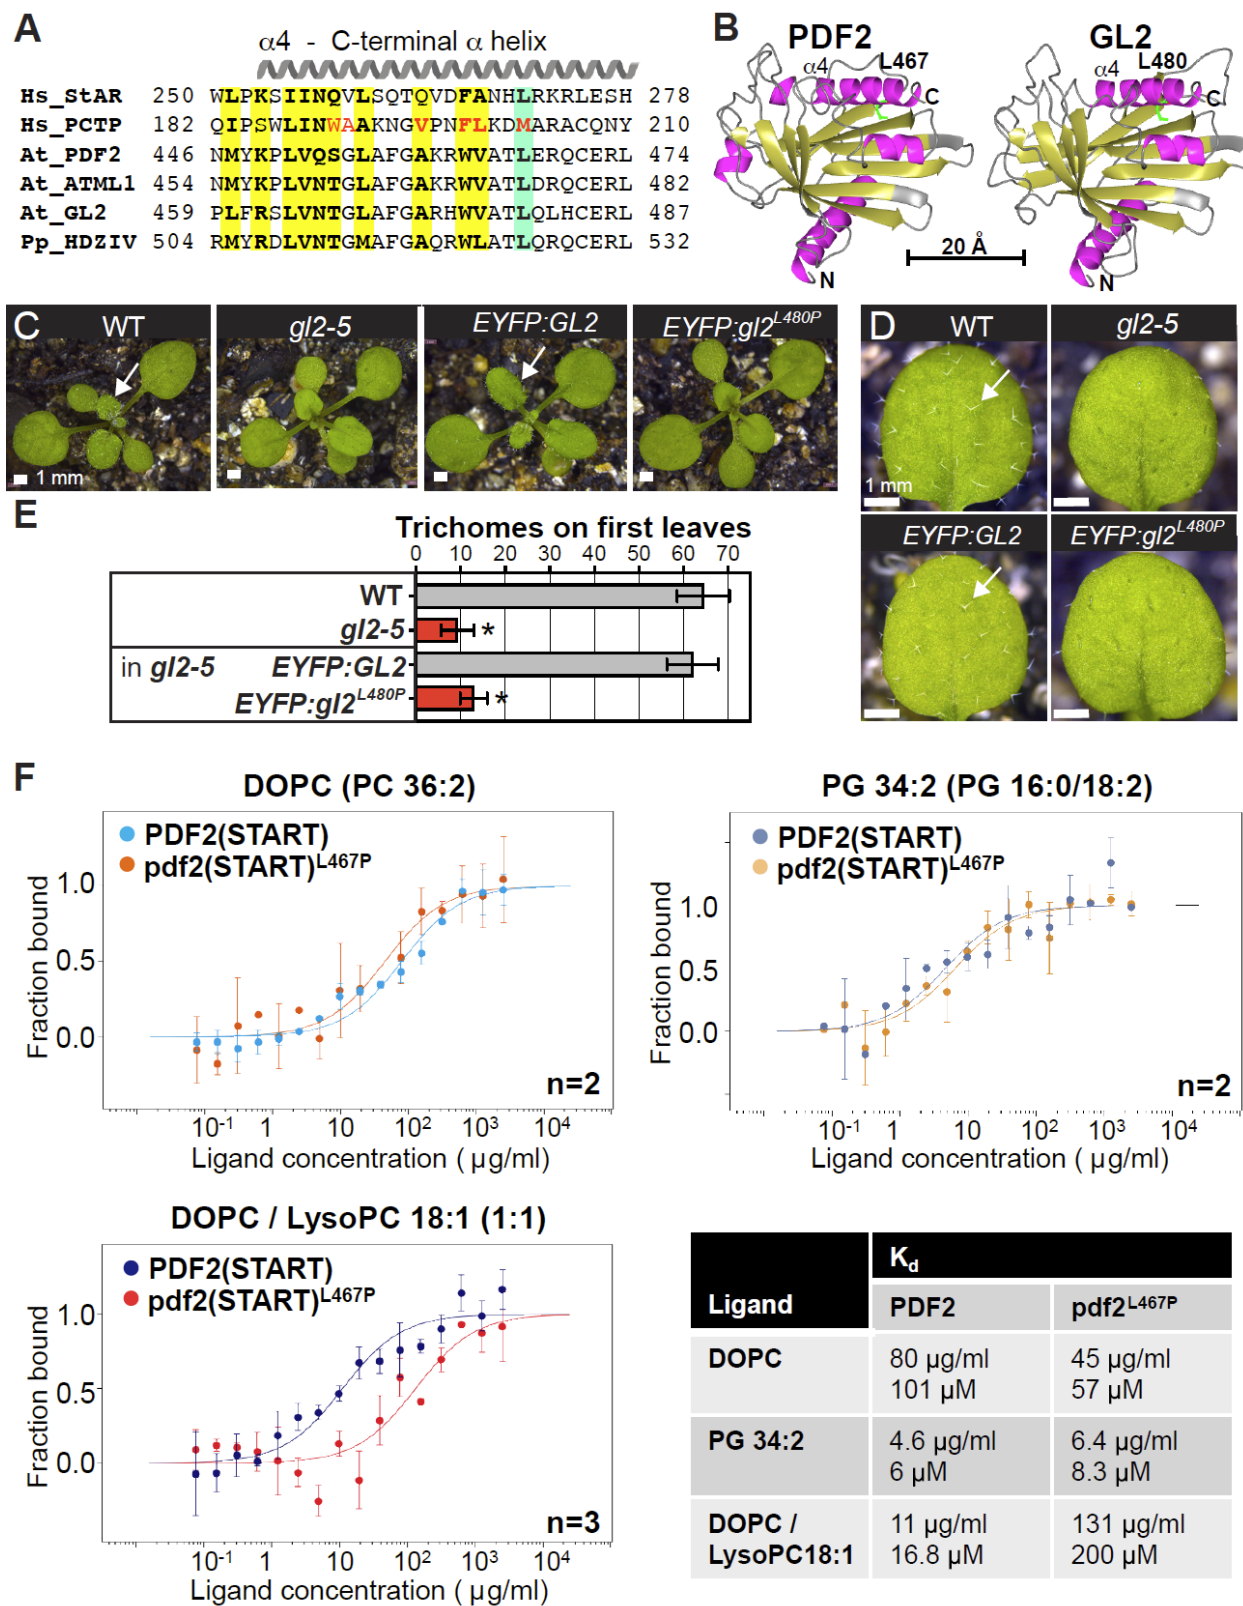 A
α4 - C-terminal α helix
Hs_StAR 250 WLPKSIINQVLSQTQVDFANHLRKRLESH 278
Hs_PCTP 182 QIPSWLINWAAKNGVPNFLKDMARACQNY 210
At_PDF2 446 NMYKPLVQSGLAFGAKRWVATLERQCERL 474
At_ATML1 454 NMYKPLVNTGLAFGAKRWVATLDRQCERL 482
At_GL2 459 PLFRSLVNTGLAFGARHWVATLQLHCERL 487
Pp_HDZIV 504 RMYRDLVNTGMAFGAQRWLATLQRQCERL 532
B
PDF2
GL2
α4
L467
C
N
α4
L480
C
N
20 Å
C
WT
gl2-5
EYFP:GL2
EYFP:gl2L480P
1 mm
D
WT
gl2-5
1 mm
EYFP:GL2
EYFP:gl2L480P
E
Trichomes on first leaves
0 10 20 30 40 50 60 70
WT
gl2-5 *
in gl2-5 EYFP:GL2
EYFP:gl2L480P *
F
DOPC (PC 36:2)
PDF2(START)
pdf2(START)L467P
Fraction bound
1.0
0.5
0.0
n=2
10-1 1 10 102 103 104
Ligand concentration ( µg/ml)
PG 34:2 (PG 16:0/18:2)
PDF2(START)
pdf2(START)L467P
Fraction bound
1.0
0.5
0.0
n=2
10-1 1 10 102 103 104
Ligand concentration ( µg/ml)
DOPC / LysoPC 18:1 (1:1)
PDF2(START)
pdf2(START)L467P
Fraction bound
1.0
0.5
0.0
n=3
10-1 1 10 102 103 104
Ligand concentration ( µg/ml)
Kd
Ligand PDF2 pdf2L467P
DOPC 80 µg/ml 45 µg/ml
101 µM 57 µM
PG 34:2 4.6 µg/ml 6.4 µg/ml
6 µM 8.3 µM
DOPC / 11 µg/ml 131 µg/ml
LysoPC18:1 16.8 µM 200 µM